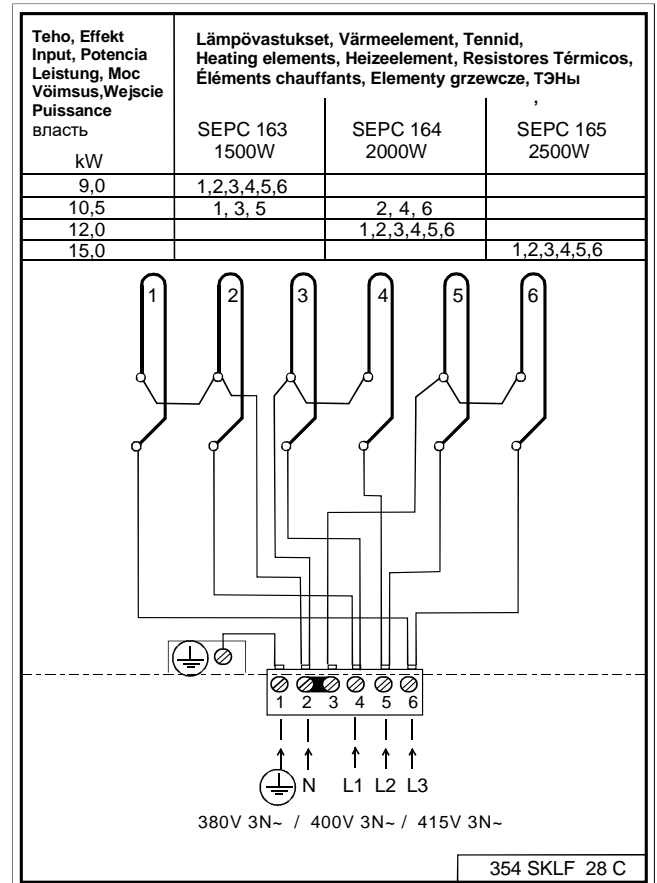 Teho, Effekt
Input, Potencia
Leistung, Moc
Vöimsus,Wejscie
Puissance
власть
kW
Lämpövastukset, Värmeelement, Tennid,
Heating elements, Heizeelement, Resistores Térmicos,
Éléments chauffants, Elementy grzewcze, ТЭНы
,
SEPC 163 SEPC 164 SEPC 165
1500W 2000W 2500W
9,0 1,2,3,4,5,6
10,5 1, 3, 5 2, 4, 6
12,0 1,2,3,4,5,6
15,0 1,2,3,4,5,6
1 2 3 4 5 6
1 2 3 4 5 6
N L1 L2 L3
380V 3N~ / 400V 3N~ / 415V 3N~
354 SKLF 28 C